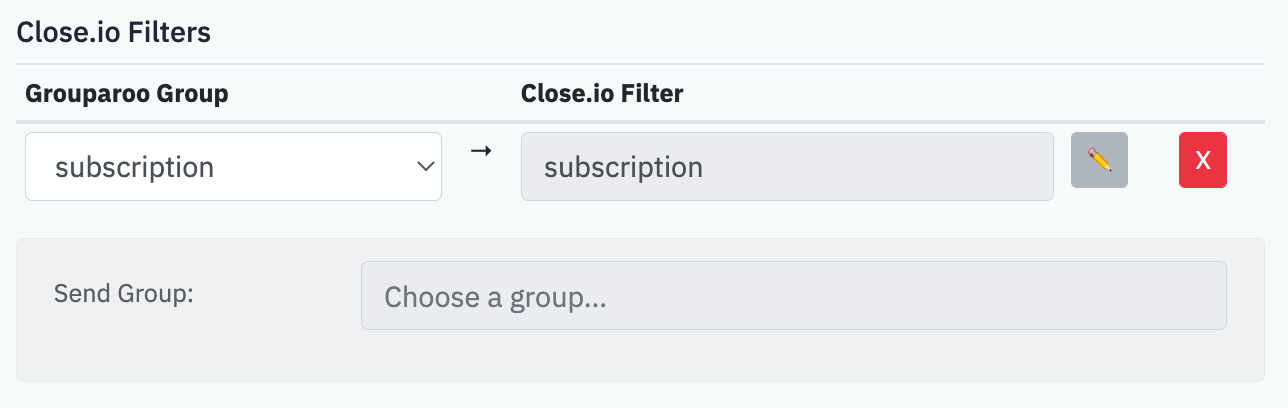 Close.io Filters
Grouparoo Group Close.io Filter
subscription → subscription X
Send Group: Choose a group...